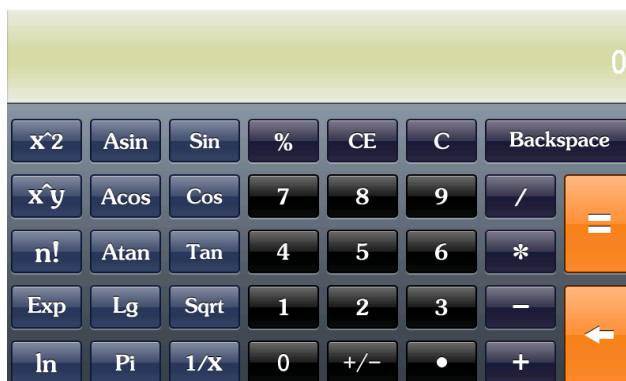 0
x^2 Asin Sin % CE C Backspace
x^y Acos Cos 7 8 9 / =
n! Atan Tan 4 5 6 *
Exp Lg Sqrt 1 2 3 −
ln Pi 1/X 0 +/− • +